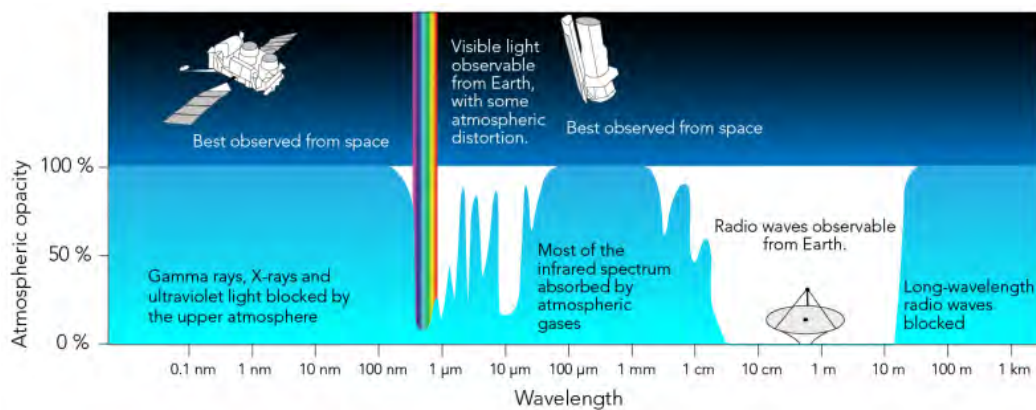 Visible light
observable
from Earth,
with some
atmospheric
distortion.
Best observed from space
Best observed from space
Atmospheric opacity
100 %
50 %
0 %
Gamma rays, X-rays and
ultraviolet light blocked by
the upper atmosphere
Most of the
infrared spectrum
absorbed by
atmospheric
gases
Radio waves observable
from Earth.
Long-wavelength
radio waves
blocked
0.1 nm 1 nm 10 nm 100 nm 1 µm 10 µm 100 µm 1 mm 1 cm 10 cm 1 m 10 m 100 m 1 km
Wavelength